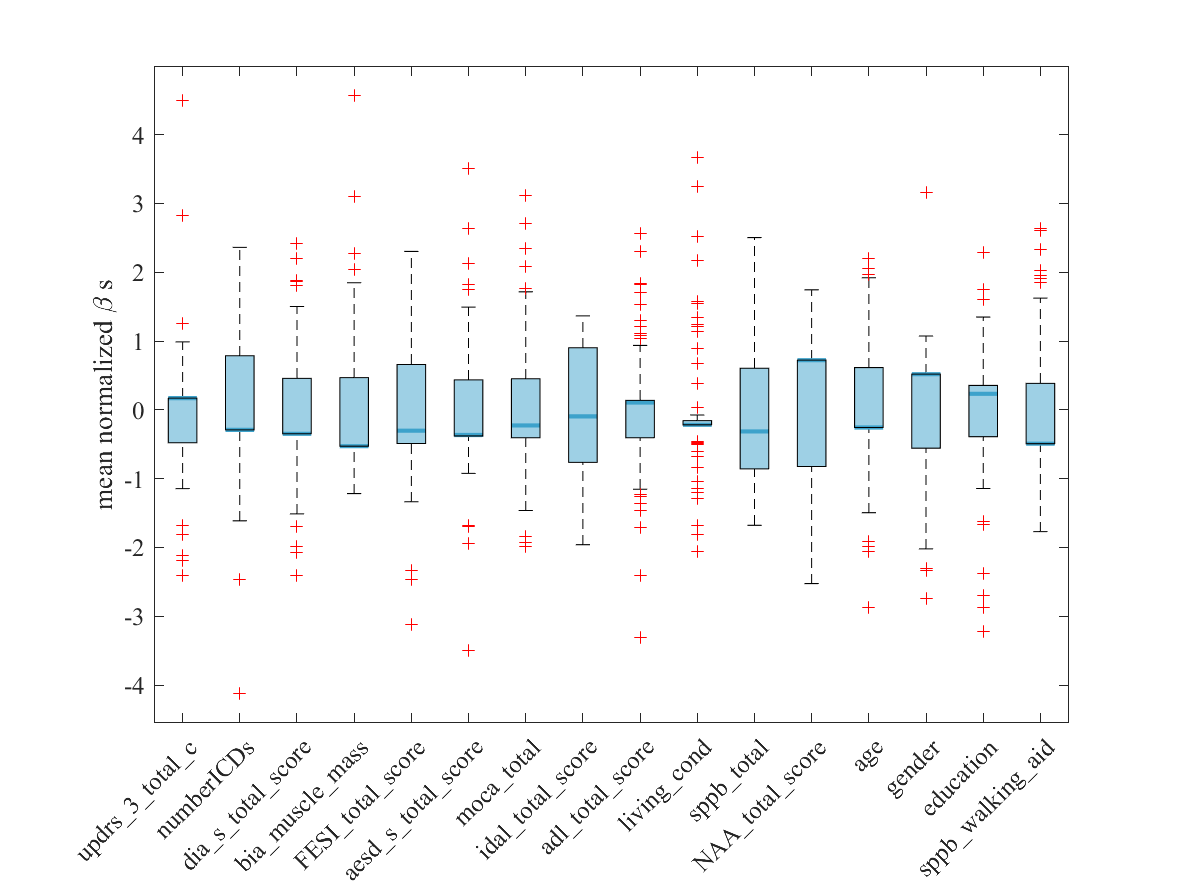 mean normalized β s
4
3
2
1
0
-1
-2
-3
-4
updrs_3_total_c
numberICDs
dia_s_total_score
bia_muscle_mass
FESI_total_score
aesd_s_total_score
moca_total
idal_total_score
adl_total_score
living_cond
sppb_total
NAA_total_score
age
gender
education
sppb_walking_aid